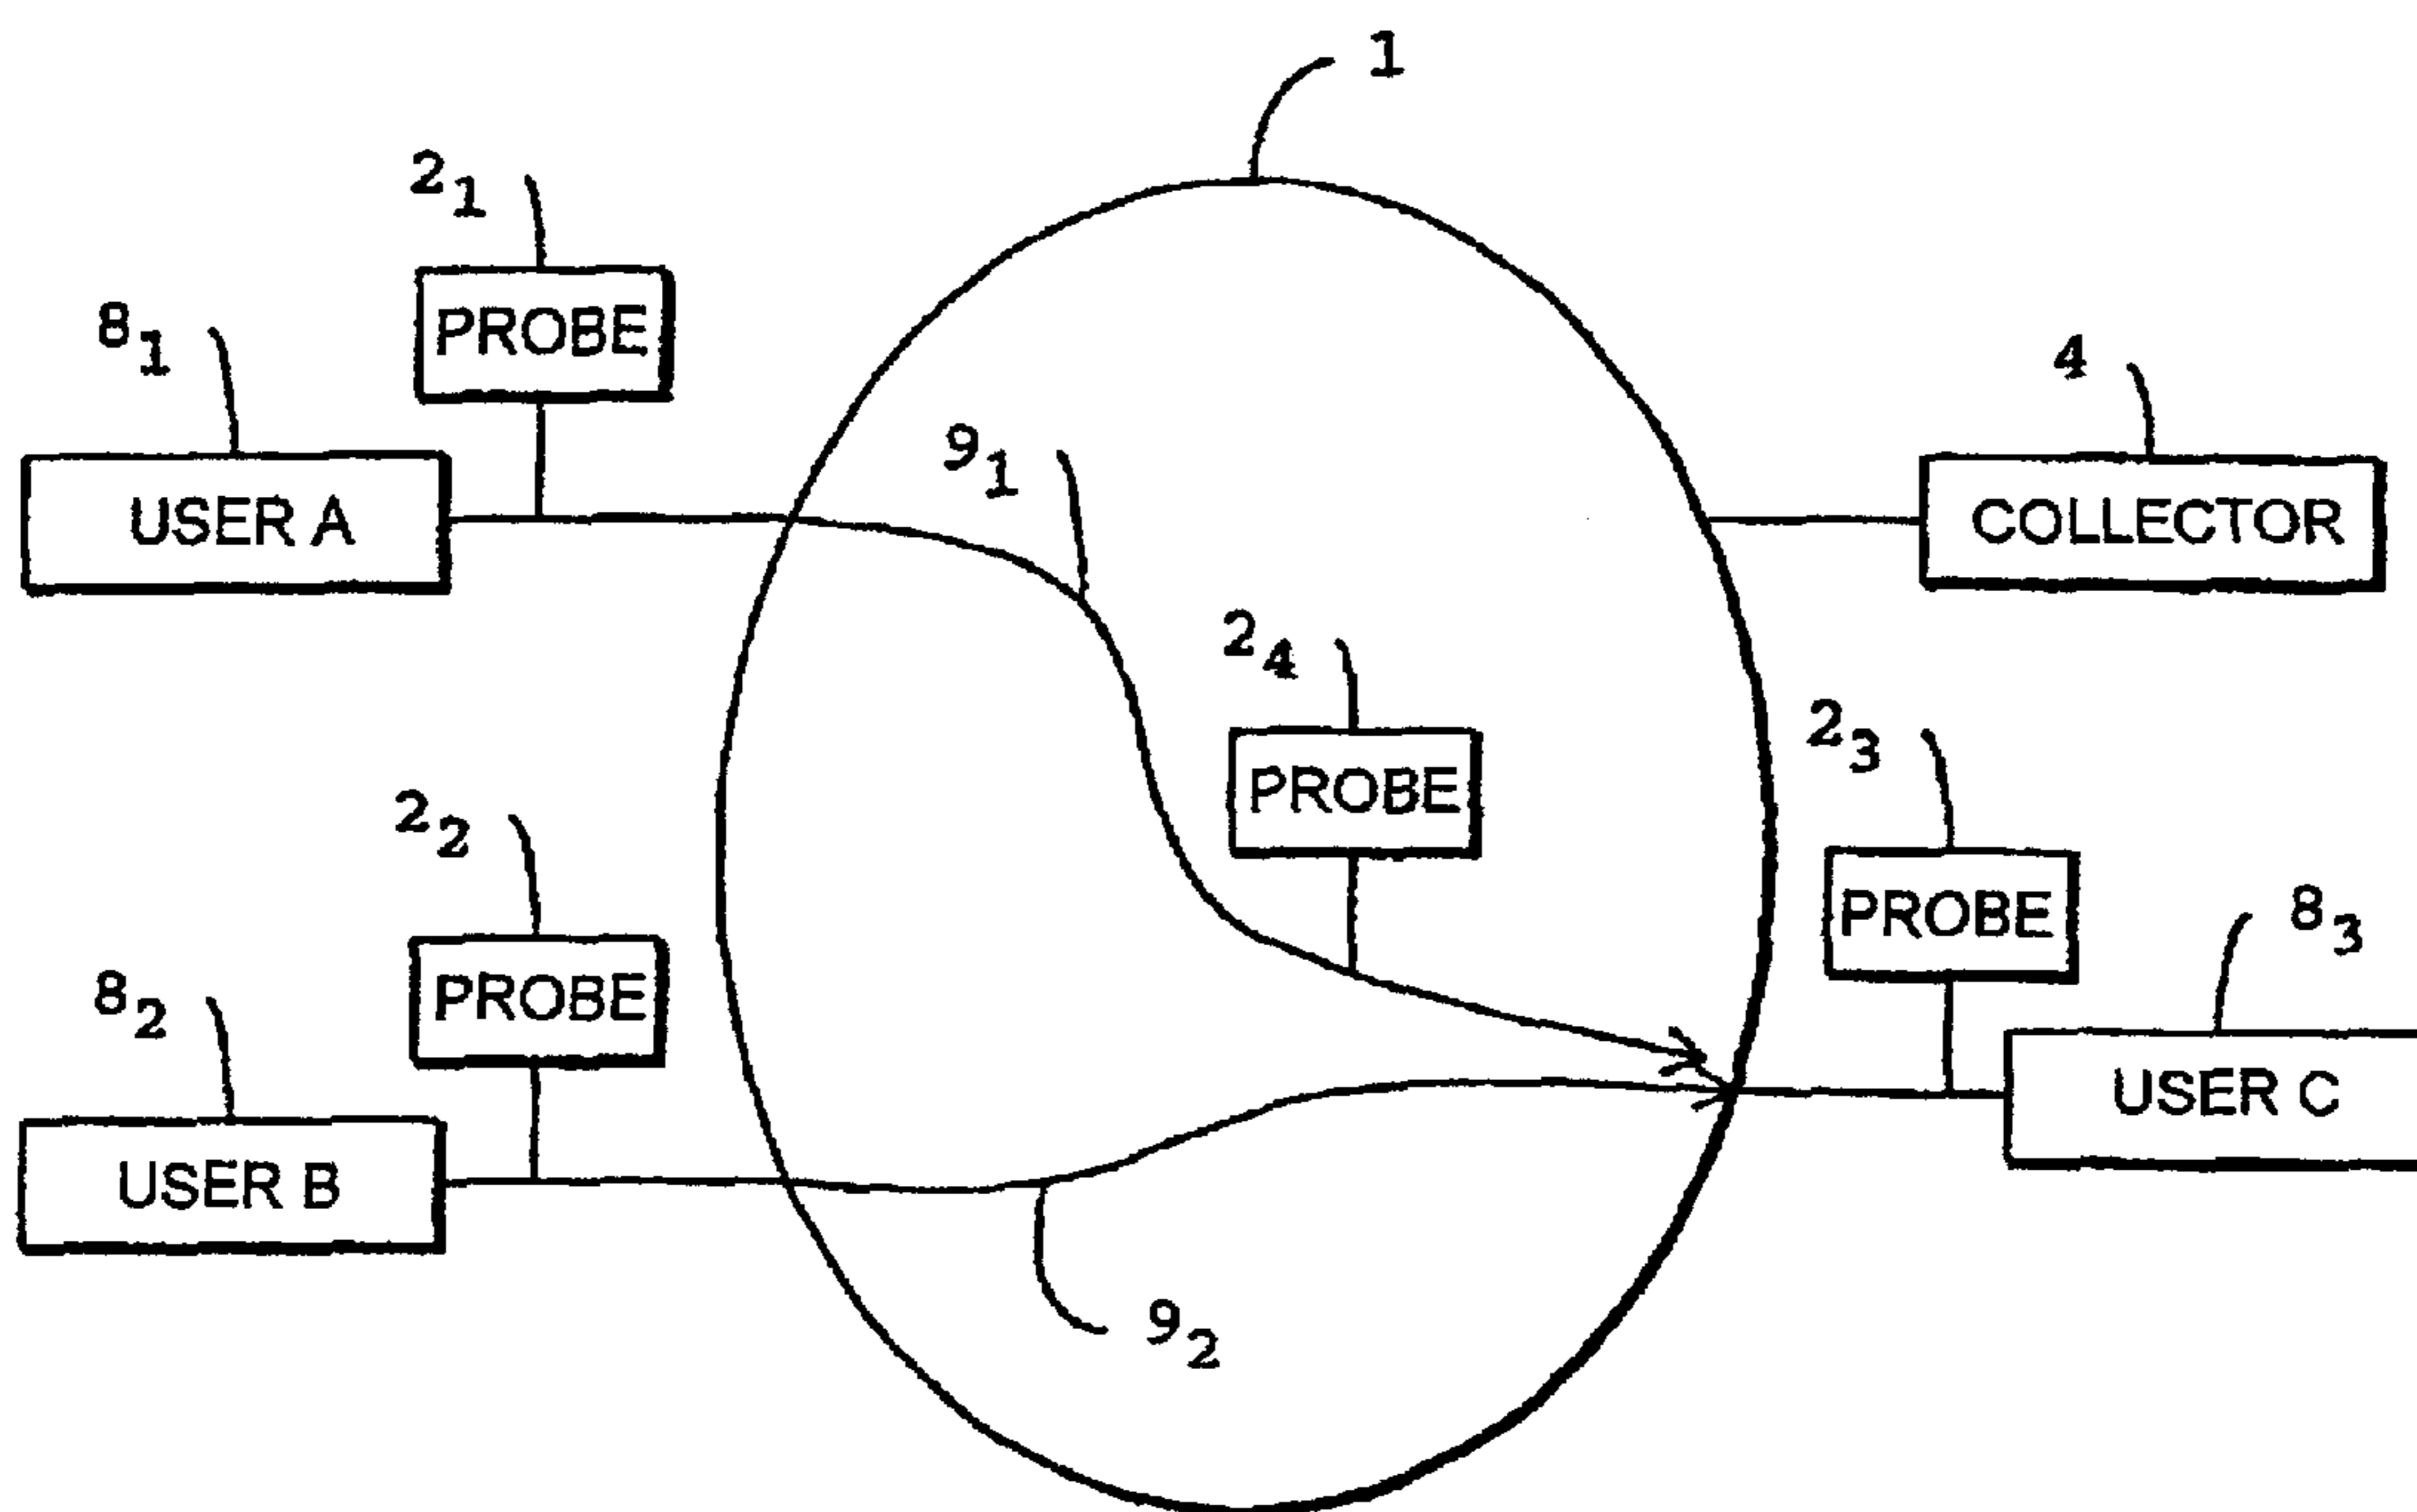 1
2₁
PROBE
8₁
USER A
9₁
4
COLLECTOR
2₄
PROBE
2₃
PROBE
8₃
USER C
2₂
PROBE
8₂
USER B
9₂